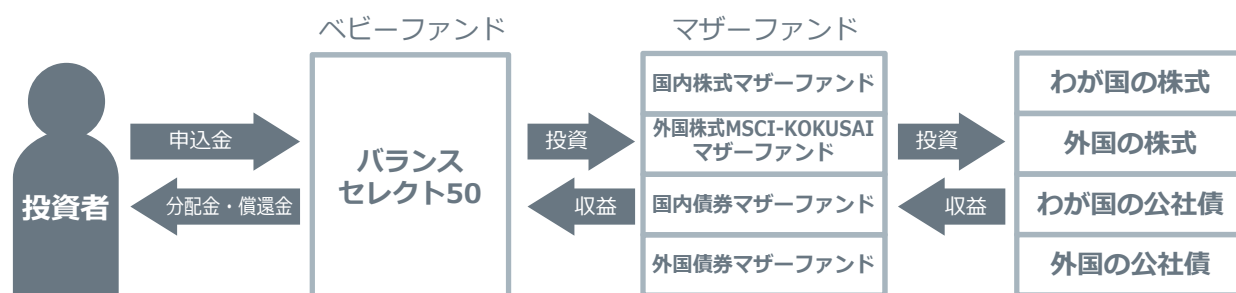 ベビーファンド
マザーファンド
投資者
申込金
分配金・償還金
バランス
セレクト50
投資
収益
国内株式マザーファンド
外国株式MSCI-KOKUSAI
マザーファンド
国内債券マザーファンド
外国債券マザーファンド
投資
収益
わが国の株式
外国の株式
わが国の公社債
外国の公社債